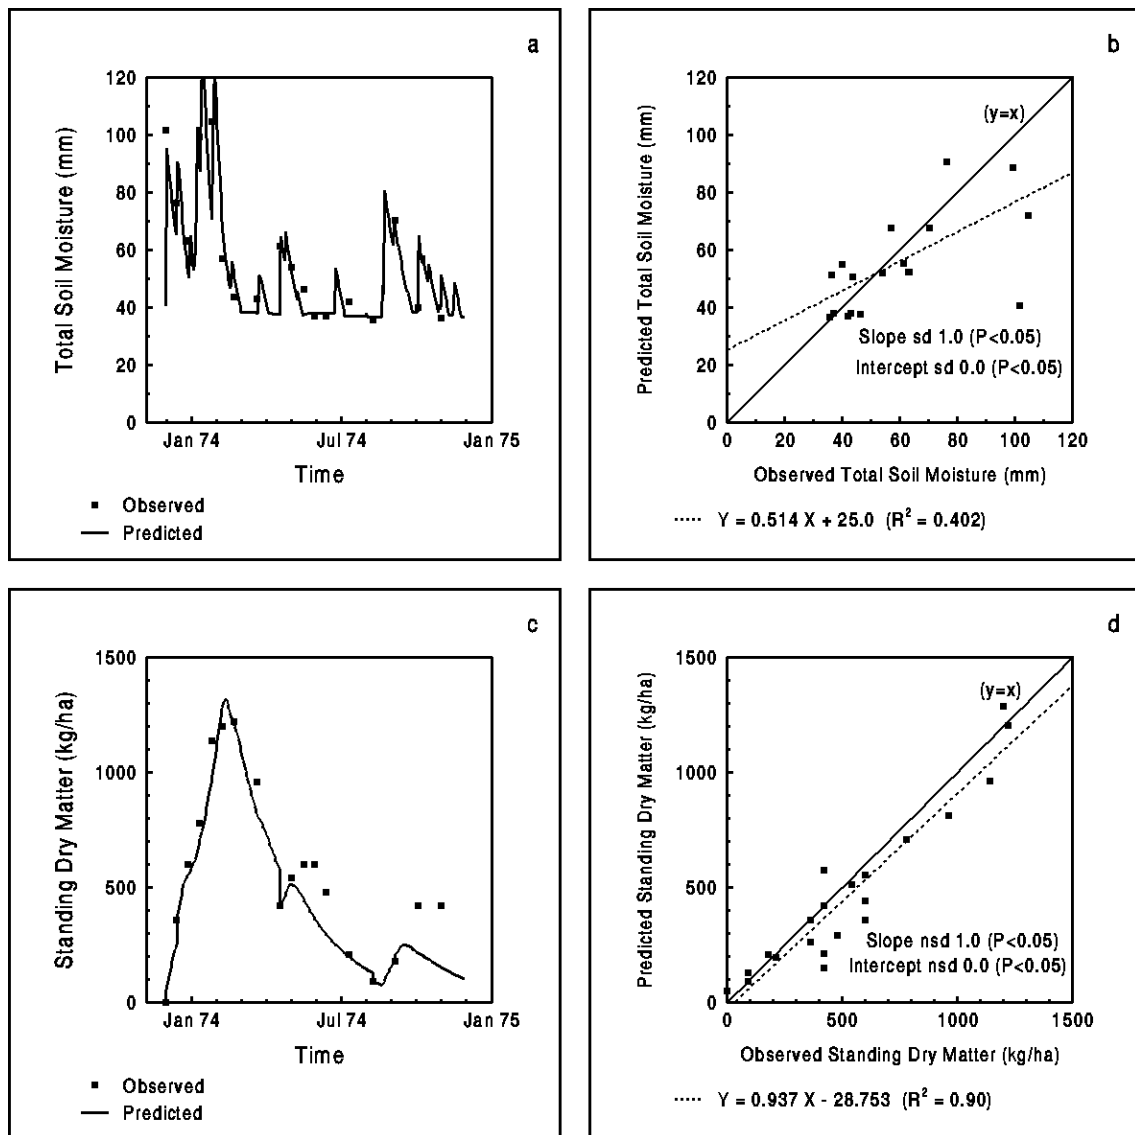 a
Total Soil Moisture (mm)
120
100
80
60
40
20
0
Jan 74 Jul 74 Jan 75
Time
Observed
Predicted
b
Predicted Total Soil Moisture (mm)
120
100
80
60
40
20
0
(y=x)
Slope sd 1.0 (P<0.05)
Intercept sd 0.0 (P<0.05)
0 20 40 60 80 100 120
Observed Total Soil Moisture (mm)
Y = 0.514 X + 25.0 (R² = 0.402)
c
Standing Dry Matter (kg/ha)
1500
1000
500
0
Jan 74 Jul 74 Jan 75
Time
Observed
Predicted
d
Predicted Standing Dry Matter (kg/ha)
1500
1000
500
0
(y=x)
Slope nsd 1.0 (P<0.05)
Intercept nsd 0.0 (P<0.05)
0 500 1000 1500
Observed Standing Dry Matter (kg/ha)
Y = 0.937 X - 28.753 (R² = 0.90)